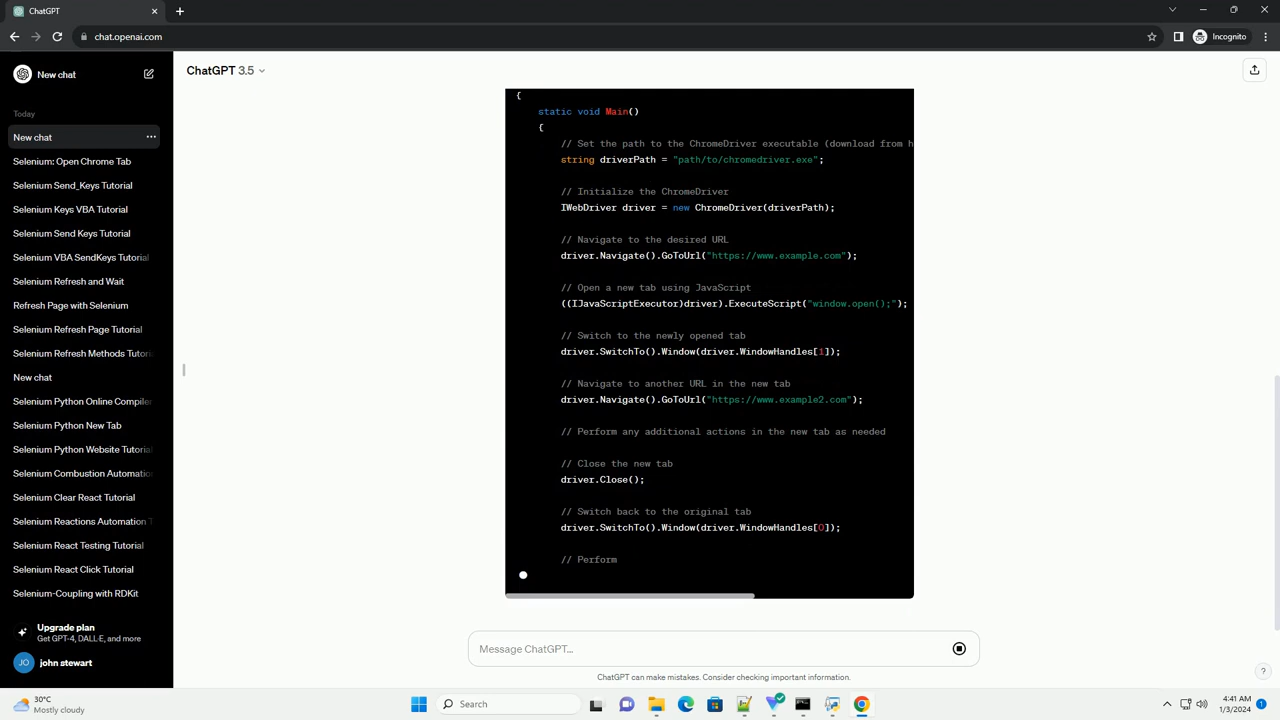 ChatGPT
chat.openai.com
Incognito
New chat
ChatGPT 3.5
Today
New chat
Selenium: Open Chrome Tab
Selenium Send_Keys Tutorial
Selenium Keys VBA Tutorial
Selenium Send Keys Tutorial
Selenium VBA SendKeys Tutorial
Selenium Refresh and Wait
Refresh Page with Selenium
Selenium Refresh Page Tutorial
Selenium Refresh Methods Tutori
New chat
Selenium Python Online Compiler
Selenium Python New Tab
Selenium Python Website Tutorial
Selenium Combustion Automation
Selenium Clear Tutorial
Selenium Reactions Automation T
Selenium React Testing Tutorial
Selenium React Click Tutorial
Selenium-Coupling with RDKit
Upgrade plan
Get GPT-4, DALL·E, and more
JO
john stewart
{
static void Main()
{
// Set the path to the ChromeDriver executable (download from h
string driverPath = "path/to/chromedriver.exe";
// Initialize the ChromeDriver
IWebDriver driver = new ChromeDriver(driverPath);
// Navigate to the desired URL
driver.Navigate().GoToUrl("https://www.example.com");
// Open a new tab using JavaScript
((IJavaScriptExecutor)driver).ExecuteScript("window.open();");
// Switch to the newly opened tab
driver.SwitchTo().Window(driver.WindowHandles[1]);
// Navigate to another URL in the new tab
driver.Navigate().GoToUrl("https://www.example2.com");
// Perform any additional actions in the new tab as needed
// Close the new tab
driver.Close();
// Switch back to the original tab
driver.SwitchTo().Window(driver.WindowHandles[0]);
// Perform
Message ChatGPT...
ChatGPT can make mistakes. Consider checking important information.
?
30°C
Mostly cloudy
Search
4:41 AM
1/3/2024
1